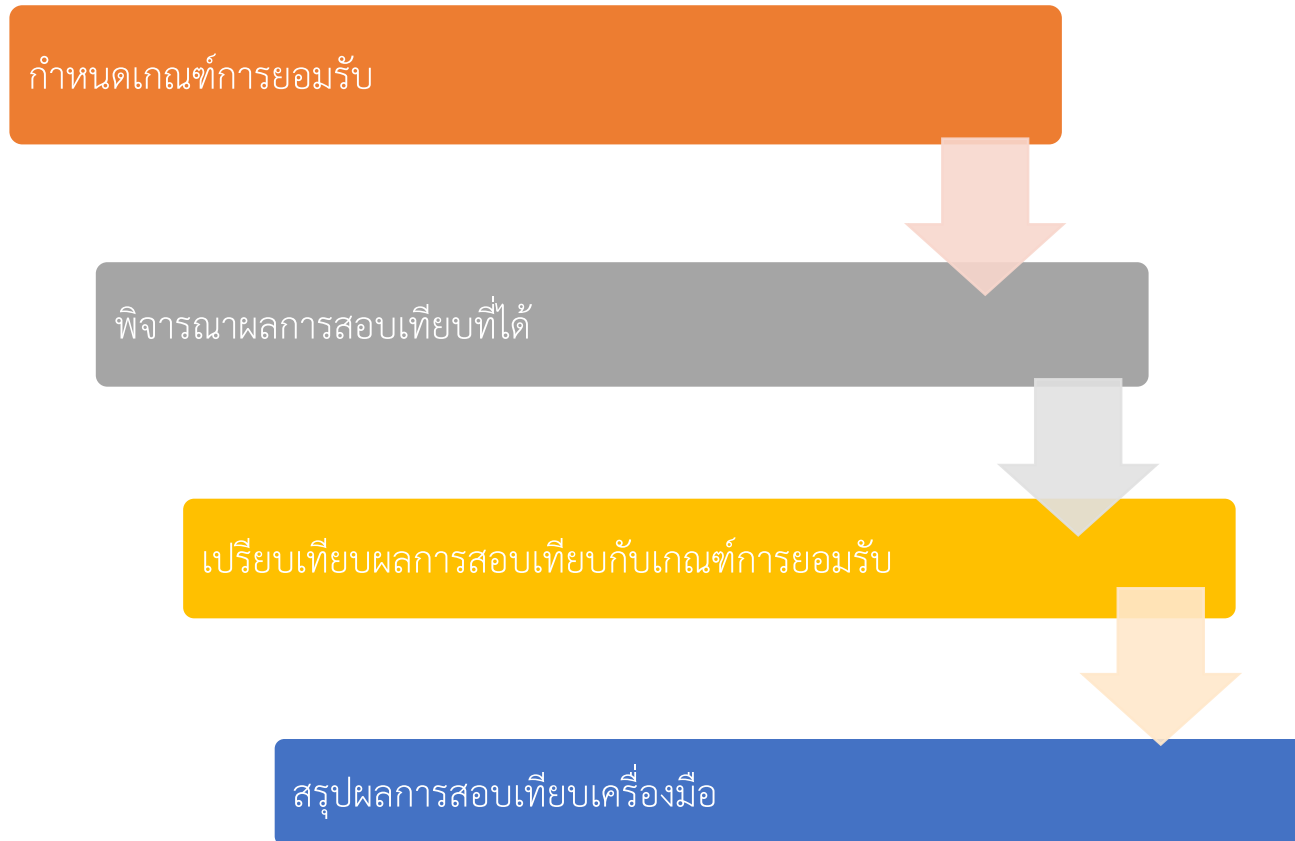 กำหนดเกณฑ์การยอมรับ
พิจารณาผลการสอบเทียบที่ได้
เปรียบเทียบผลการสอบเทียบกับเกณฑ์การยอมรับ
สรุปผลการสอบเทียบเครื่องมือ